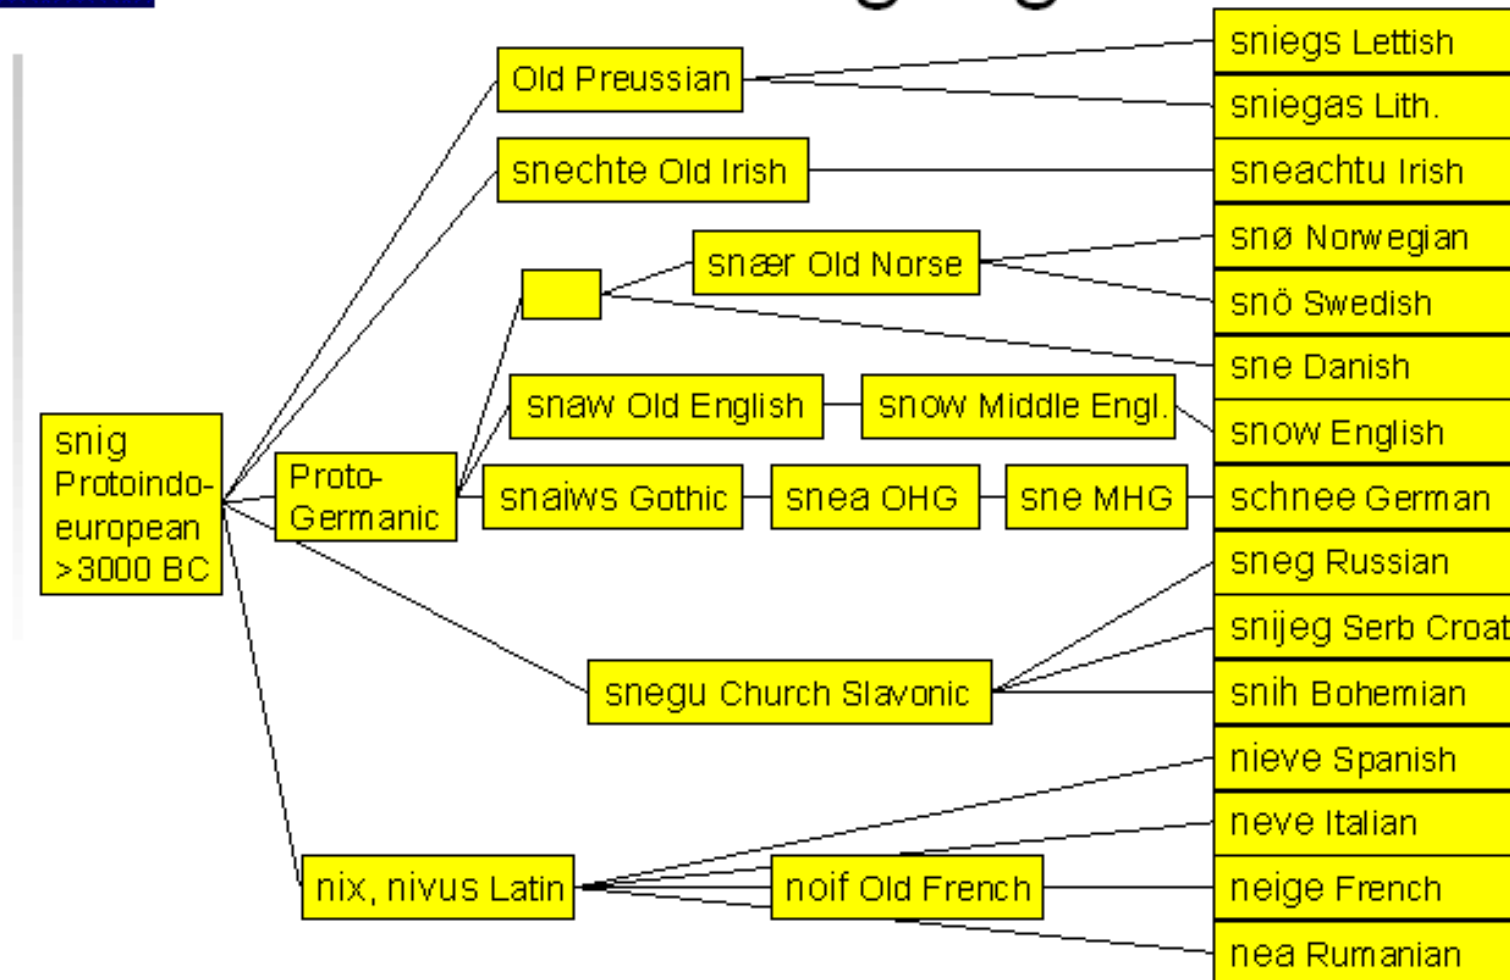 sniegs Lettish
Old Preussian
sniegas Lith.
snechte Old Irish
sneachtu Irish
snø Norwegian
snær Old Norse
snö Swedish
sne Danish
snaw Old English
snow Middle Engl.
snow English
snig
Protoindo-
european
>3000 BC
Proto-
Germanic
snaiws Gothic
snea OHG
sne MHG
schnee German
sneg Russian
snijeg Serb Croat
snegu Church Slavonic
snih Bohemian
nieve Spanish
neve Italian
nix, nivus Latin
noif Old French
neige French
nea Rumanian